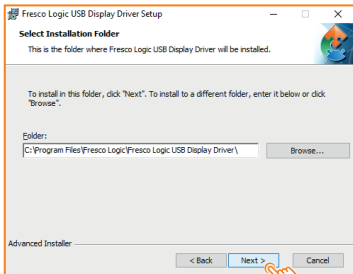 Fresco Logic USB Display Driver Setup
Select Installation Folder
This is the folder where Fresco Logic USB Display Driver will be installed.
To install in this folder, click "Next". To install to a different folder, enter it below or click
"Browse".
Folder:
C:\Program Files\Fresco Logic\Fresco Logic USB Display Driver\
Browse...
Advanced Installer
< Back
Next >
Cancel